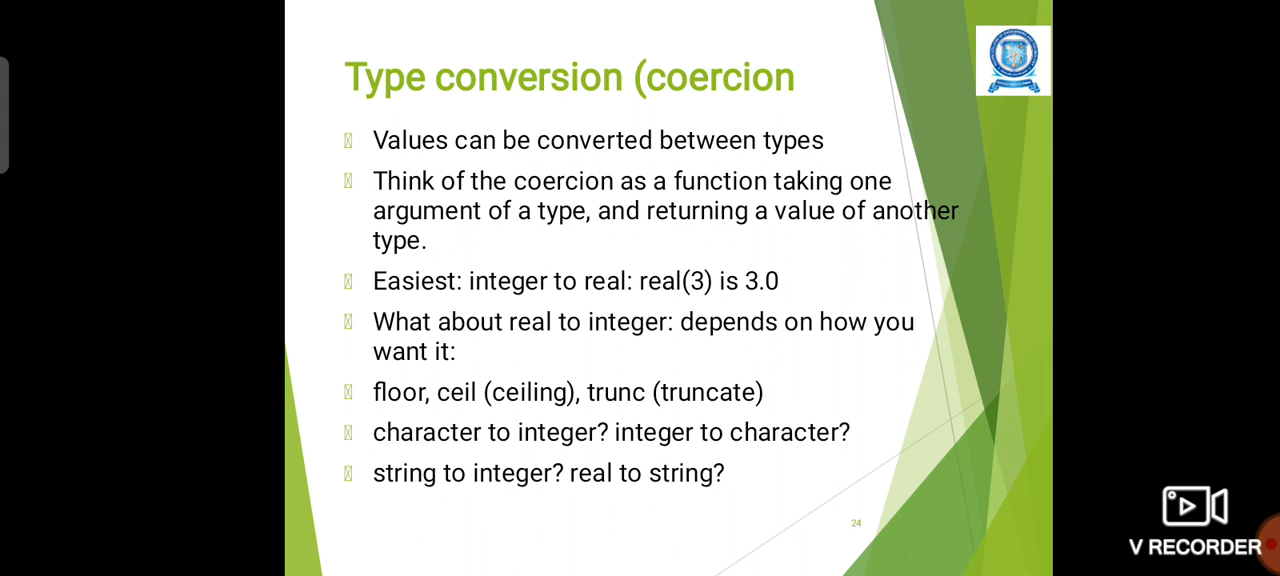 Type conversion (coercion
Values can be converted between types
Think of the coercion as a function taking one
argument of a type, and returning a value of another
type.
Easiest: integer to real: real(3) is 3.0
What about real to integer: depends on how you
want it:
floor, ceil (ceiling), trunc (truncate)
character to integer? integer to character?
string to integer? real to string?
24
V RECORDER